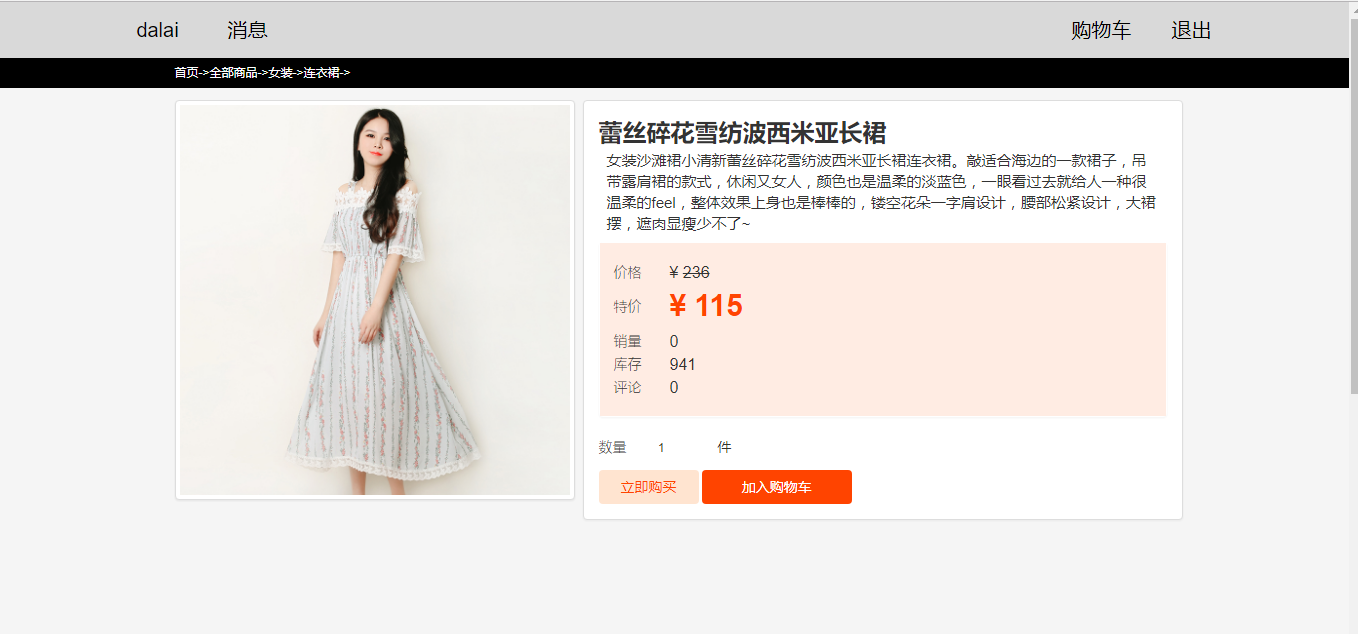 dalai 消息 购物车 退出
首页->全部商品->女装->连衣裙->
蕾丝碎花雪纺波西米亚长裙
女装沙滩裙小清新蕾丝碎花雪纺波西米亚长裙连衣裙。敲适合海边的一款裙子，吊
带露肩裙的款式，休闲又女人，颜色也是温柔的淡蓝色，一眼看过去就给人一种很
温柔的feel，整体效果上身也是棒棒的，镂空花朵一字肩设计，腰部松紧设计，大裙
摆，遮肉显瘦少不了~
价格 ¥ 236
特价 ¥ 115
销量 0
库存 941
评论 0
数量 1 件
立即购买 加入购物车